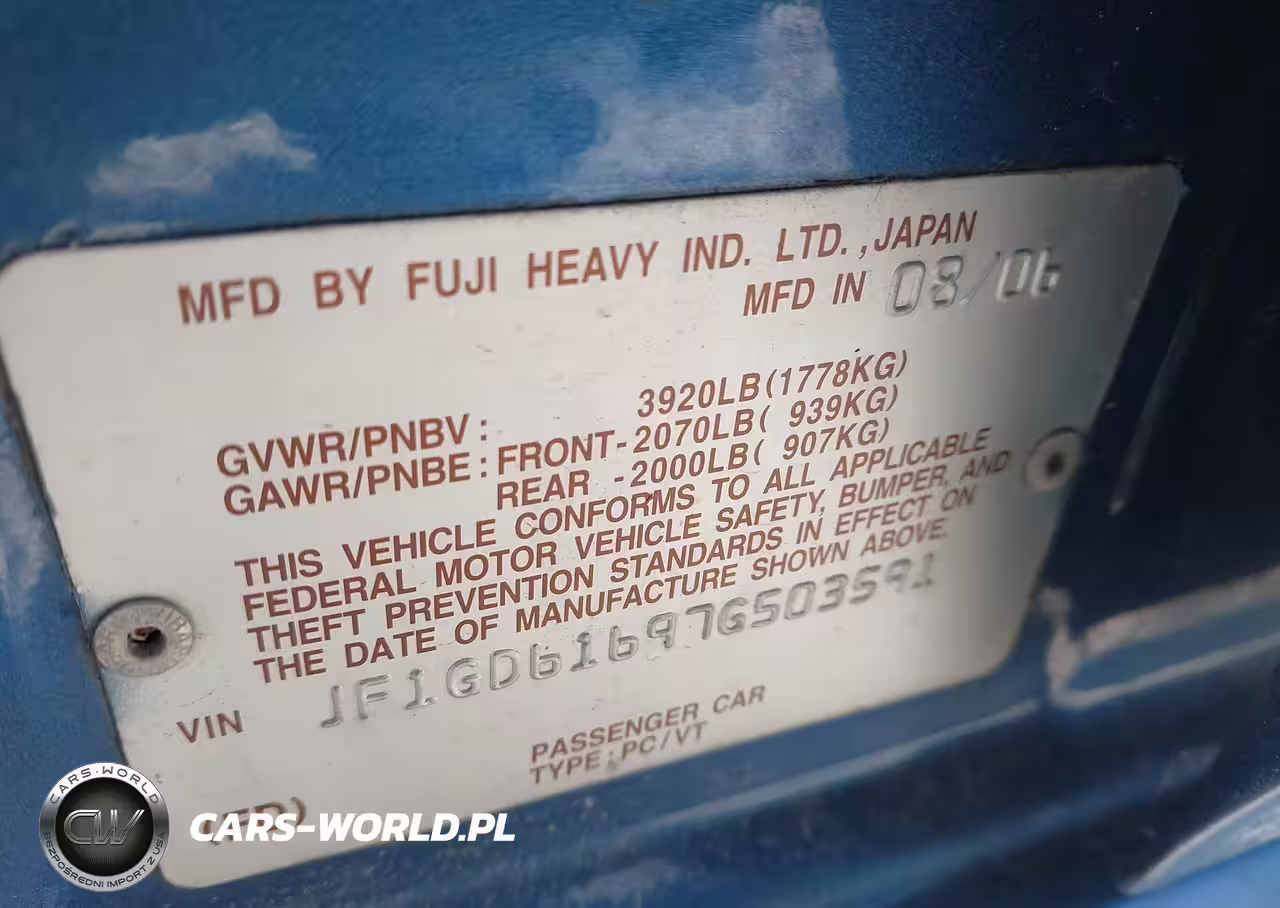 MFD BY FUJI HEAVY IND. LTD., JAPAN
MFD IN 08/06
GVWR/PNBV: 3920LB(1778KG)
GAWR/PNBE: FRONT-2070LB( 939KG)
REAR -2000LB( 907KG)
THIS VEHICLE CONFORMS TO ALL APPLICABLE
FEDERAL MOTOR VEHICLE SAFETY, BUMPER, AND
THEFT PREVENTION STANDARDS IN EFFECT ON
THE DATE OF MANUFACTURE SHOWN ABOVE.
VIN JF1GD61697G503591
PASSENGER CAR
TYPE:PC/VT
CARS-WORLD
CW
BEZPOŚREDNI IMPORT Z USA
CARS-WORLD.PL